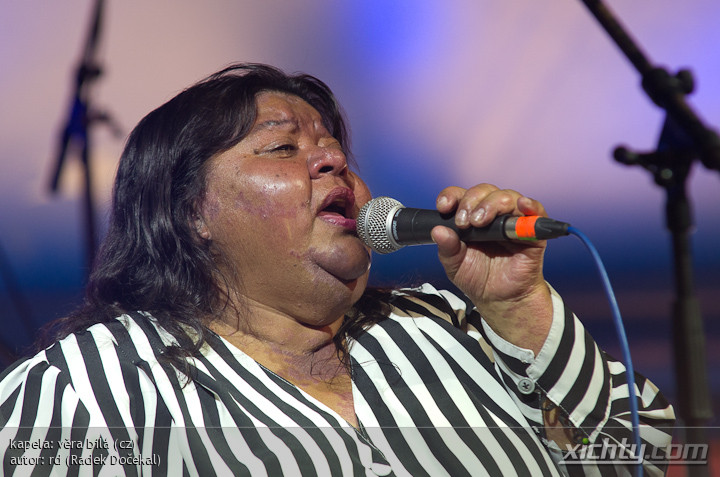 Kapela: věra bílá (cz)
autor: rd (Radek Dočekal)
xichty.com